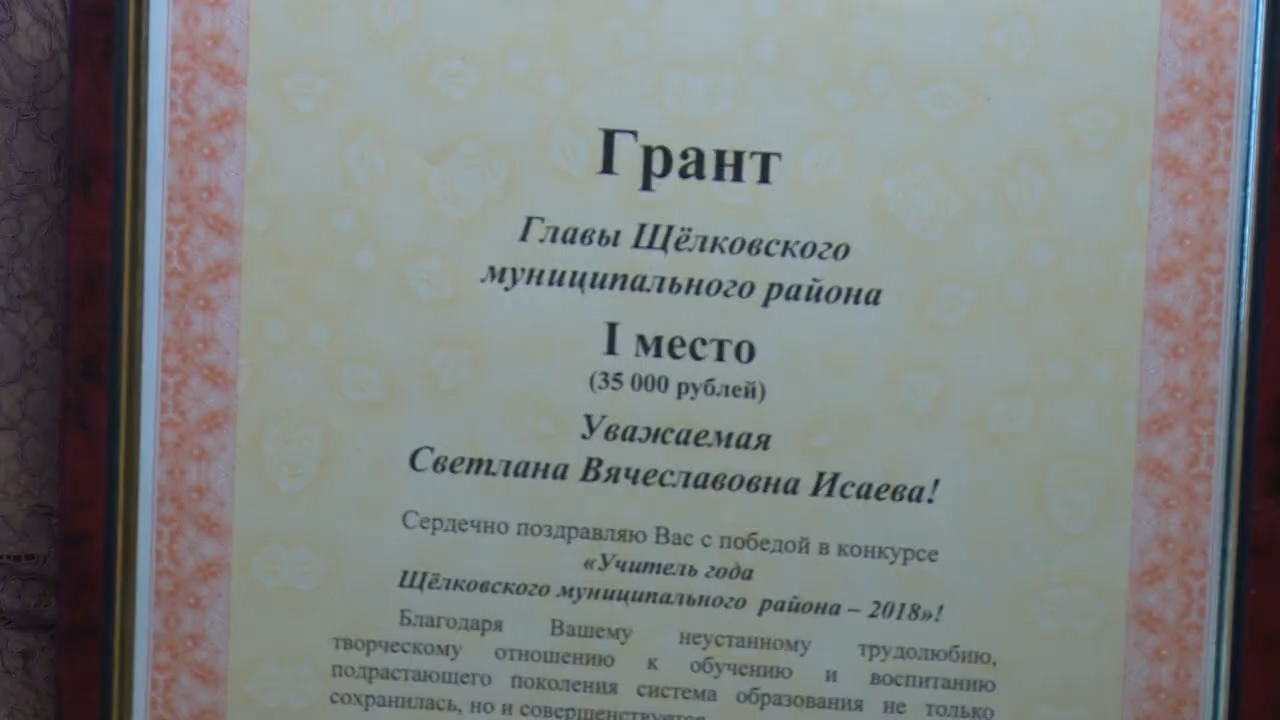 Грант
Главы Щёлковского
муниципального района
I место
(35 000 рублей)
Уважаемая
Светлана Вячеславовна Исаева!
Сердечно поздравляю Вас с победой в конкурсе
«Учитель года
Щёлковского муниципального района – 2018»!
Благодаря Вашему неустанному трудолюбию,
творческому отношению к обучению и воспитанию
подрастающего поколения система образования не только
сохранилась, но и совершенствуется